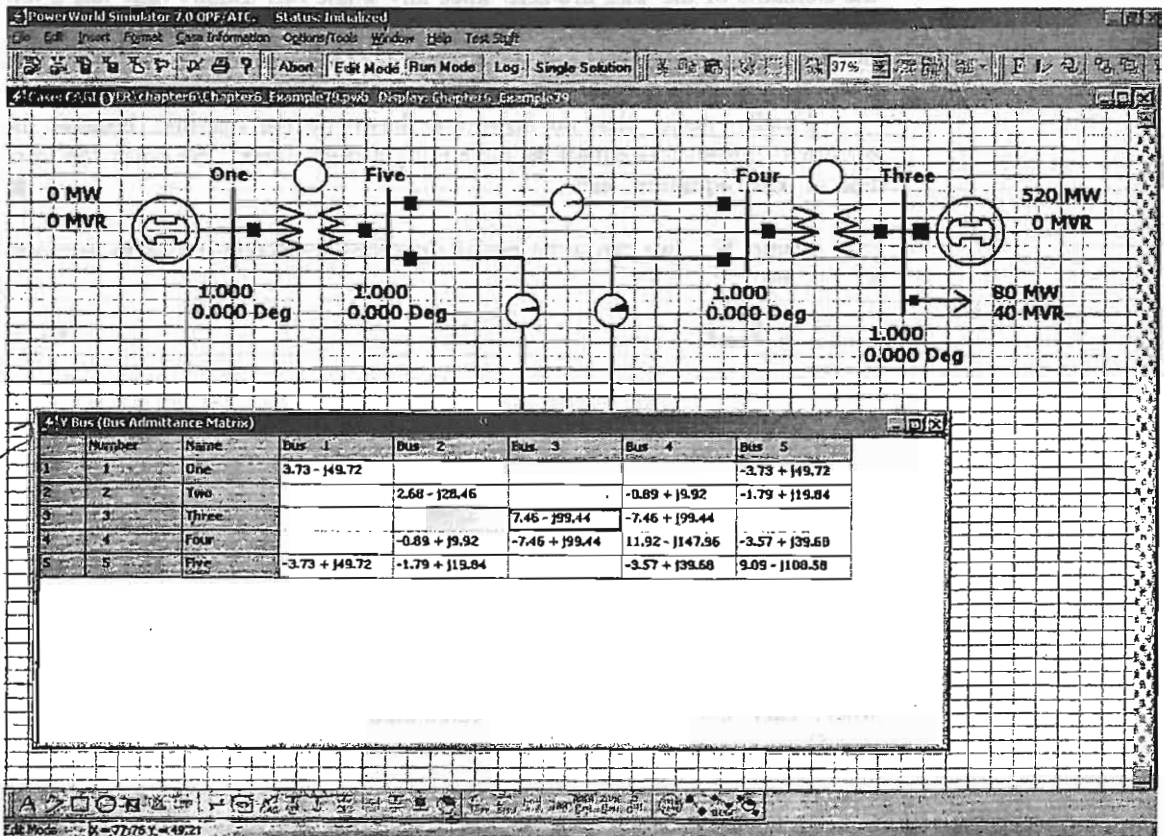 PowerWorld Simulator 7.0 OPF/ATC. Status: Initialized
File Edit Insert Format Case Information Options/Tools Window Help Test Stuff
Abort Edit Mode Run Mode Log Single Solution 37%
Chapter6_Example79.pwb Display: Chapter6_Example79
One Five Four Three
0 MW
0 MVR
520 MW
0 MVR
1.000
0.000 Deg
1.000
0.000 Deg
1.000
0.000 Deg
80 MW
40 MVR
1.000
0.000 Deg
Y Bus (Bus Admittance Matrix)
Number Name Bus 1 Bus 2 Bus 3 Bus 4 Bus 5
1 1 One 3.73 - j49.72 -3.73 + j49.72
2 2 Two 2.68 - j28.46 -0.89 + j9.92 -1.79 + j19.84
3 3 Three 7.46 - j99.44 -7.46 + j99.44
4 4 Four -0.89 + j9.92 -7.46 + j99.44 11.92 - j147.96 -3.57 + j39.68
5 5 Five -3.73 + j49.72 -1.79 + j19.84 -3.57 + j39.68 9.09 - j108.58
Edit Mode X = 77.76 Y = 49.21